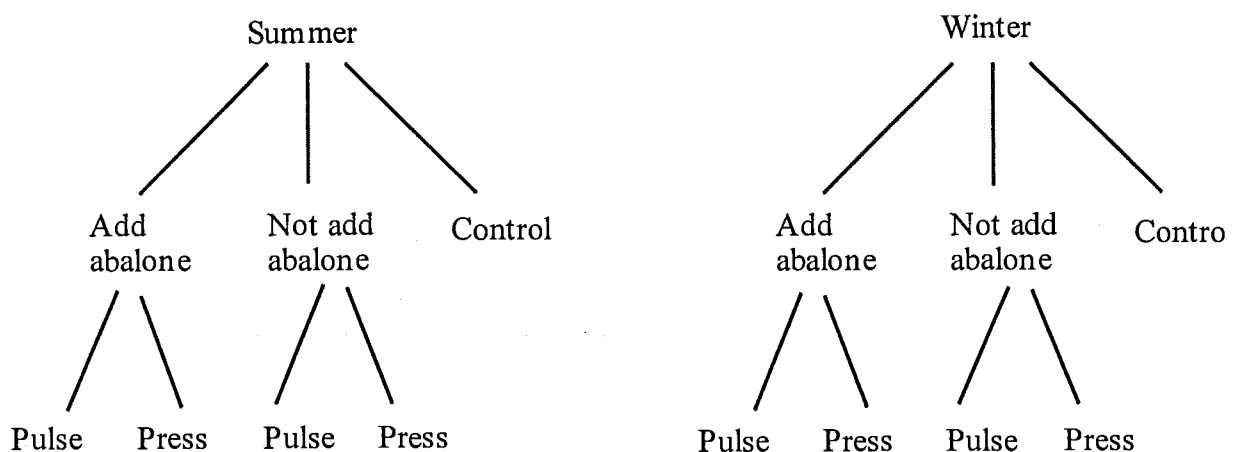 Summer
Winter
Add
abalone
Not add
abalone
Control
Add
abalone
Not add
abalone
Contro
Pulse
Press
Pulse
Press
Pulse
Press
Pulse
Press